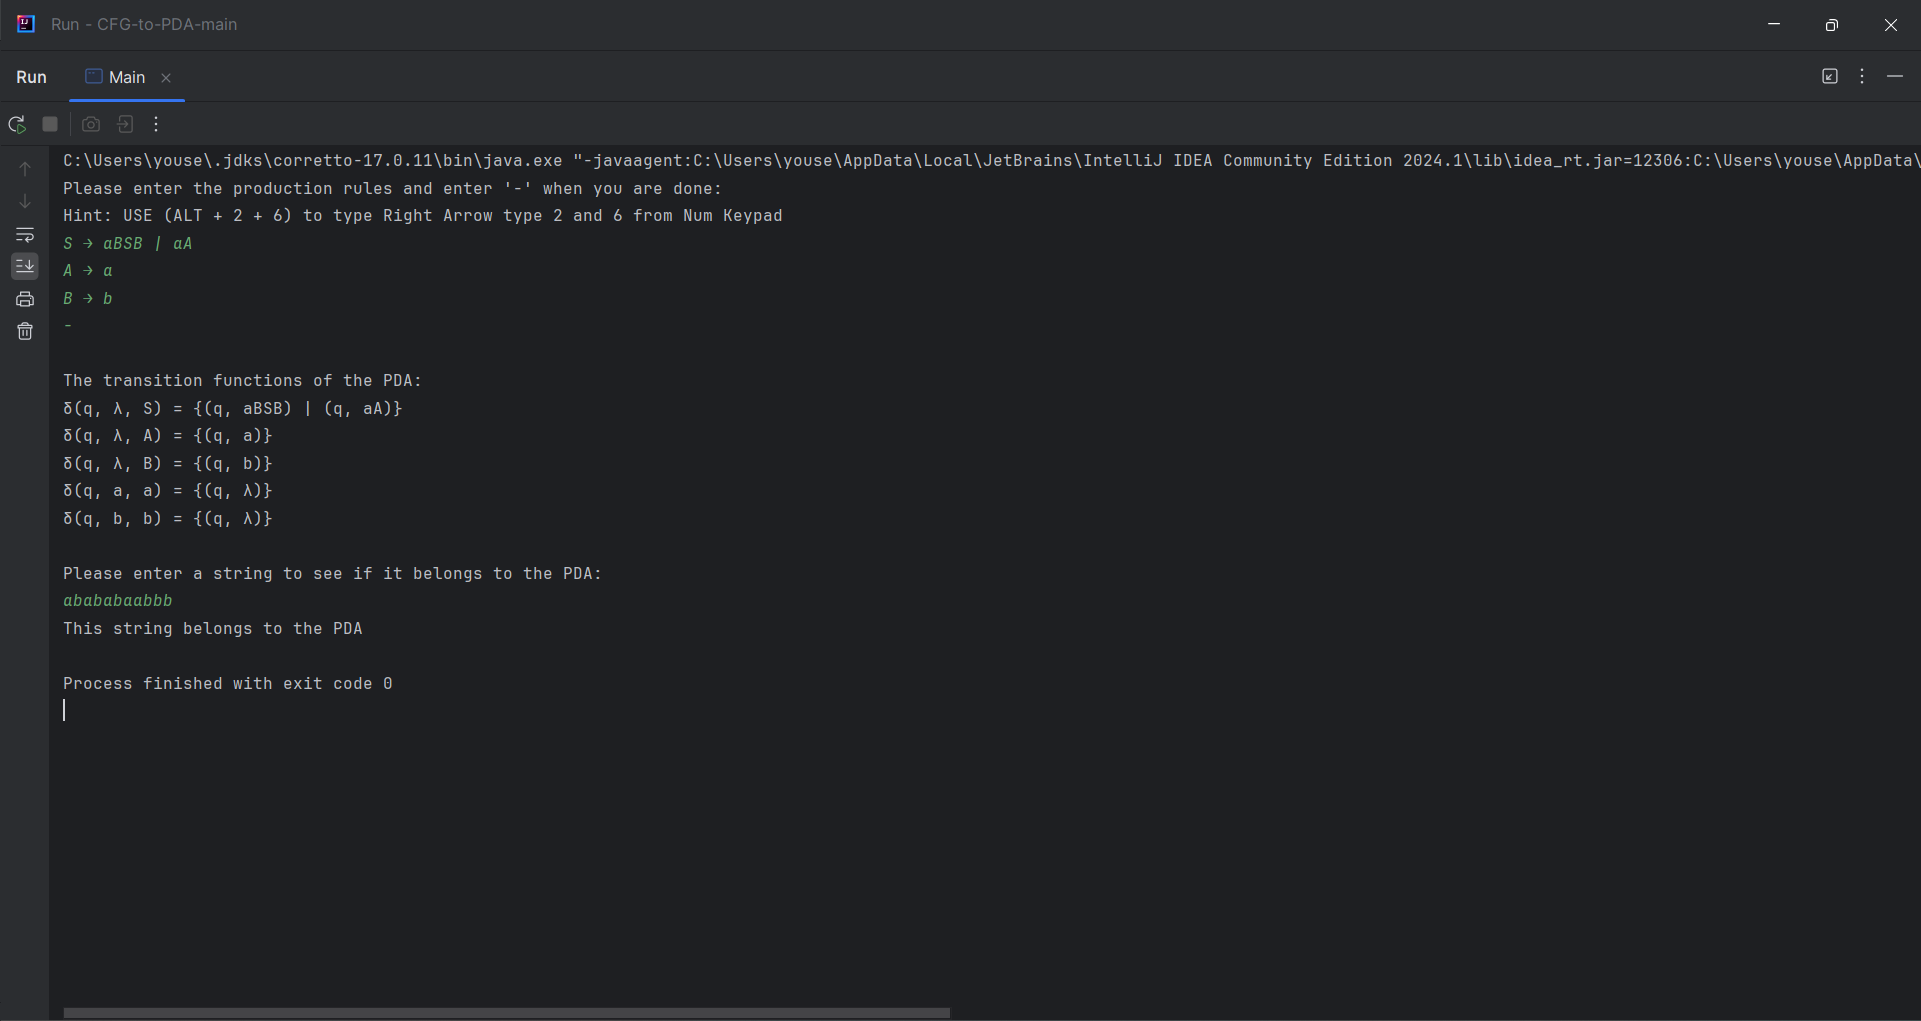 Run - CFG-to-PDA-main
Run Main
C:\Users\youse\.jdks\corretto-17.0.11\bin\java.exe "-javaagent:C:\Users\youse\AppData\Local\JetBrains\IntelliJ IDEA Community Edition 2024.1\lib\idea_rt.jar=12306:C:\Users\youse\AppData\
Please enter the production rules and enter '-' when you are done:
Hint: USE (ALT + 2 + 6) to type Right Arrow type 2 and 6 from Num Keypad
S → aBSB | aA
A → a
B → b
-
The transition functions of the PDA:
δ(q, λ, S) = {(q, aBSB) | (q, aA)}
δ(q, λ, A) = {(q, a)}
δ(q, λ, B) = {(q, b)}
δ(q, a, a) = {(q, λ)}
δ(q, b, b) = {(q, λ)}
Please enter a string to see if it belongs to the PDA:
abababaabbb
This string belongs to the PDA
Process finished with exit code 0